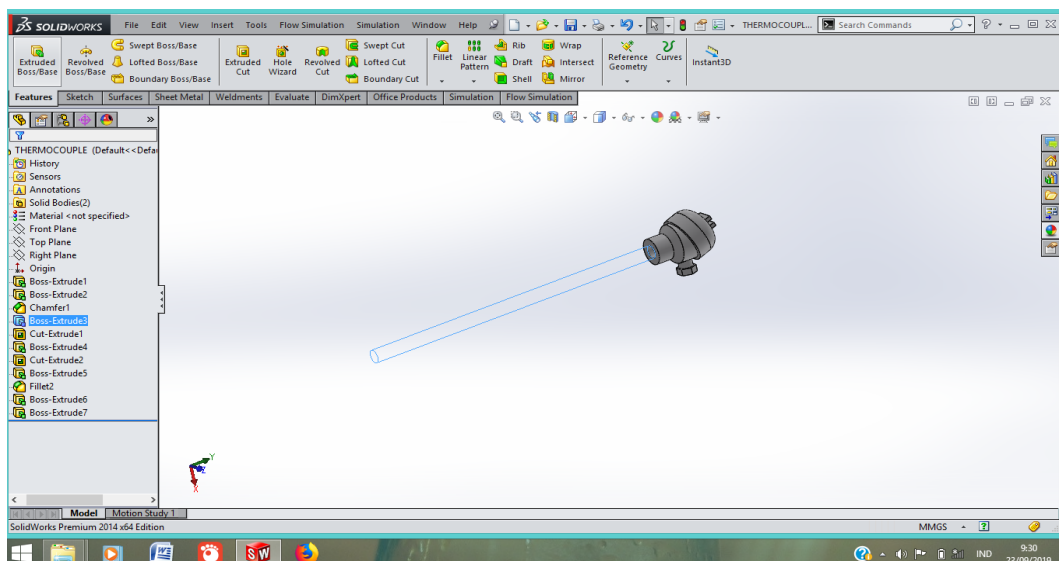 SOLIDWORKS File Edit View Insert Tools Flow Simulation Simulation Window Help THERMOCOUPL... Search Commands
Extruded Boss/Base
Revolved Boss/Base
Swept Boss/Base
Lofted Boss/Base
Boundary Boss/Base
Extruded Cut
Hole Wizard
Revolved Cut
Swept Cut
Lofted Cut
Boundary Cut
Fillet
Linear Pattern
Rib
Draft
Shell
Wrap
Intersect
Mirror
Reference Geometry
Curves
Instant3D
Features Sketch Surfaces Sheet Metal Weldments Evaluate DimXpert Office Products Simulation Flow Simulation
THERMOCOUPLE (Default<<Defau
History
Sensors
Annotations
Solid Bodies(2)
Material <not specified>
Front Plane
Top Plane
Right Plane
Origin
Boss-Extrude1
Boss-Extrude2
Chamfer1
Boss-Extrude3
Cut-Extrude1
Boss-Extrude4
Cut-Extrude2
Boss-Extrude5
Fillet2
Boss-Extrude6
Boss-Extrude7
Y
Z
X
Model Motion Study 1
SolidWorks Premium 2014 x64 Edition MMGS
SW IND 9:30
23/09/2019